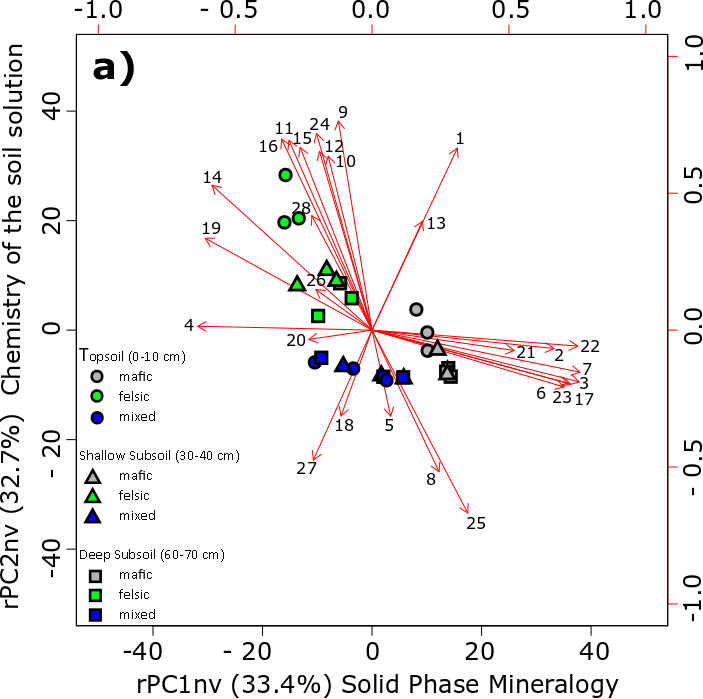 - 1.0 - 0.5 0.0 0.5 1.0
a)
rPC2nv (32.7%) Chemistry of the soil solution
40
20
0
- 20
-40
1.0
0.5
0.0
- 0.5
-1.0
9
24
11
15
16
12
10
1
14
28
13
19
26
4
20
21
2
22
7
3
6
23
17
18
5
27
8
25
Topsoil (0-10 cm)
mafic
felsic
mixed
Shallow Subsoil (30-40 cm)
mafic
felsic
mixed
Deep Subsoil (60-70 cm)
mafic
felsic
mixed
-40 - 20 0 20 40
rPC1nv (33.4%) Solid Phase Mineralogy